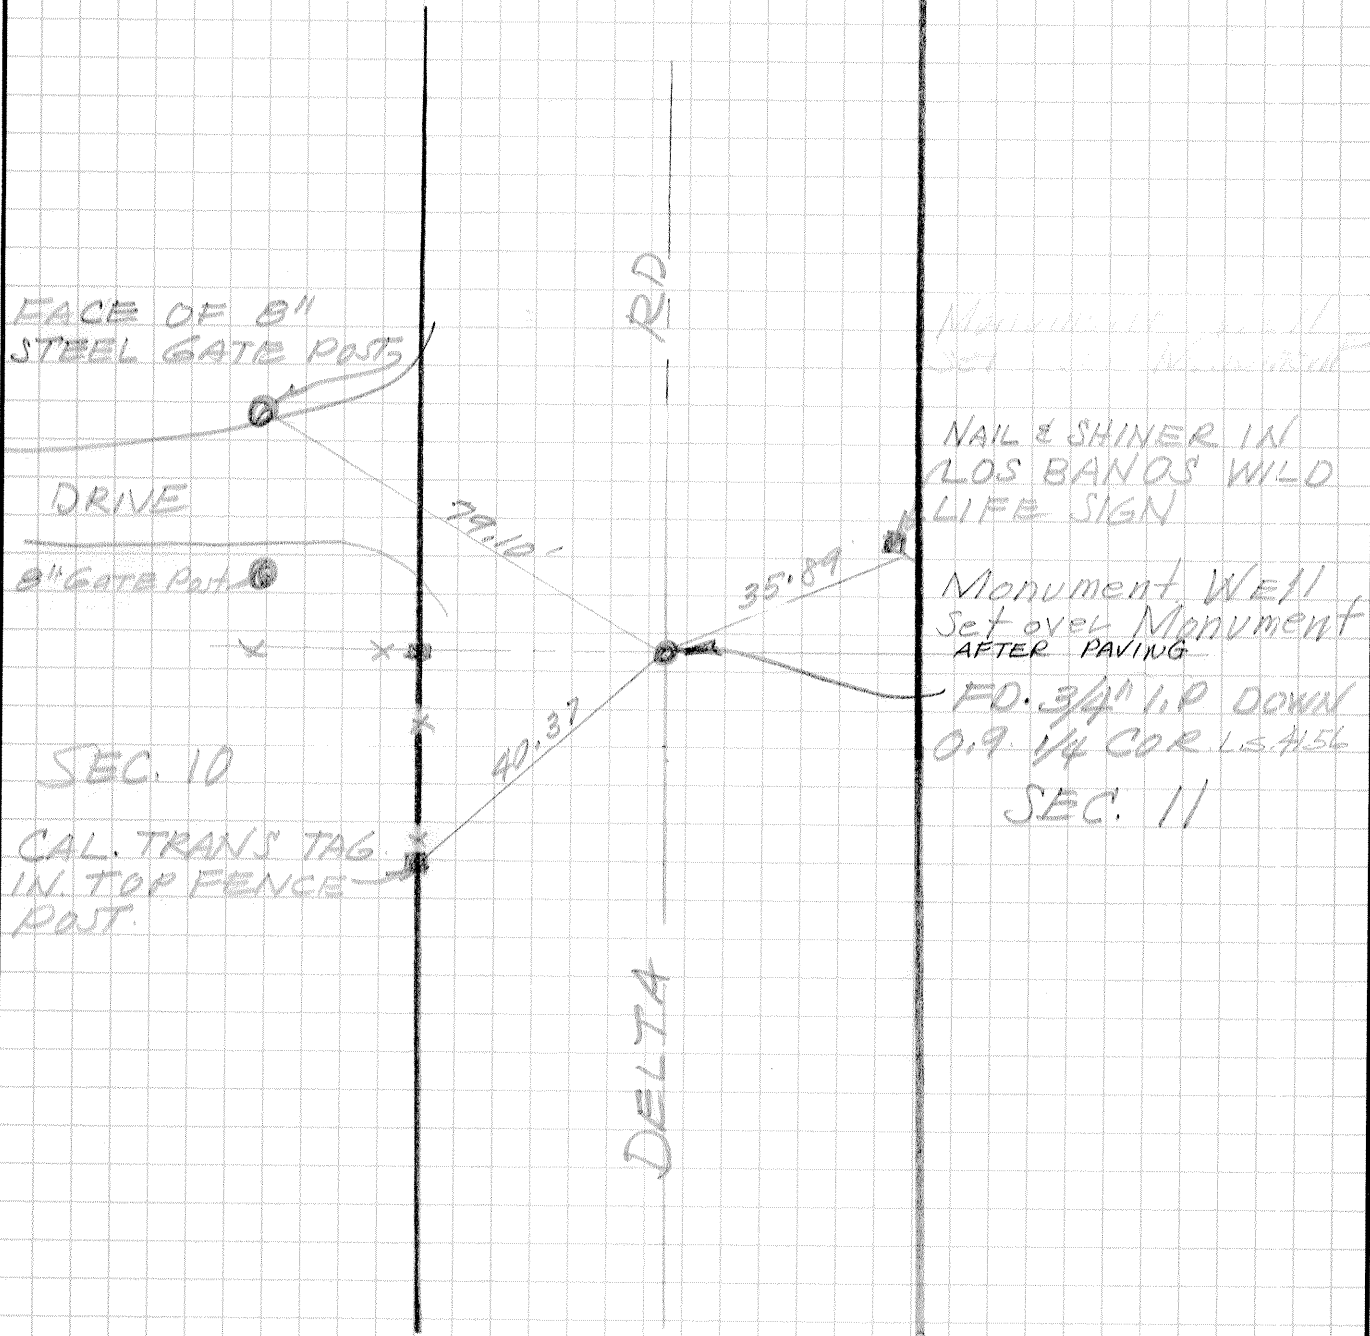 FACE OF 8"
STEEL GATE POST
DRIVE
8" GATE Post
SEC. 10
CAL. TRANS TAG
IN TOP FENCE
POST.
79.10'
40.37
35.89
RD
DELTA
NAIL & SHINER IN
LOS BANOS WILD
LIFE SIGN
Monument WEll
Set over Monument
AFTER PAVING
FD. 3/4" I.P DOWN
0.9 1/4 COR L.S. 4156
SEC. 11